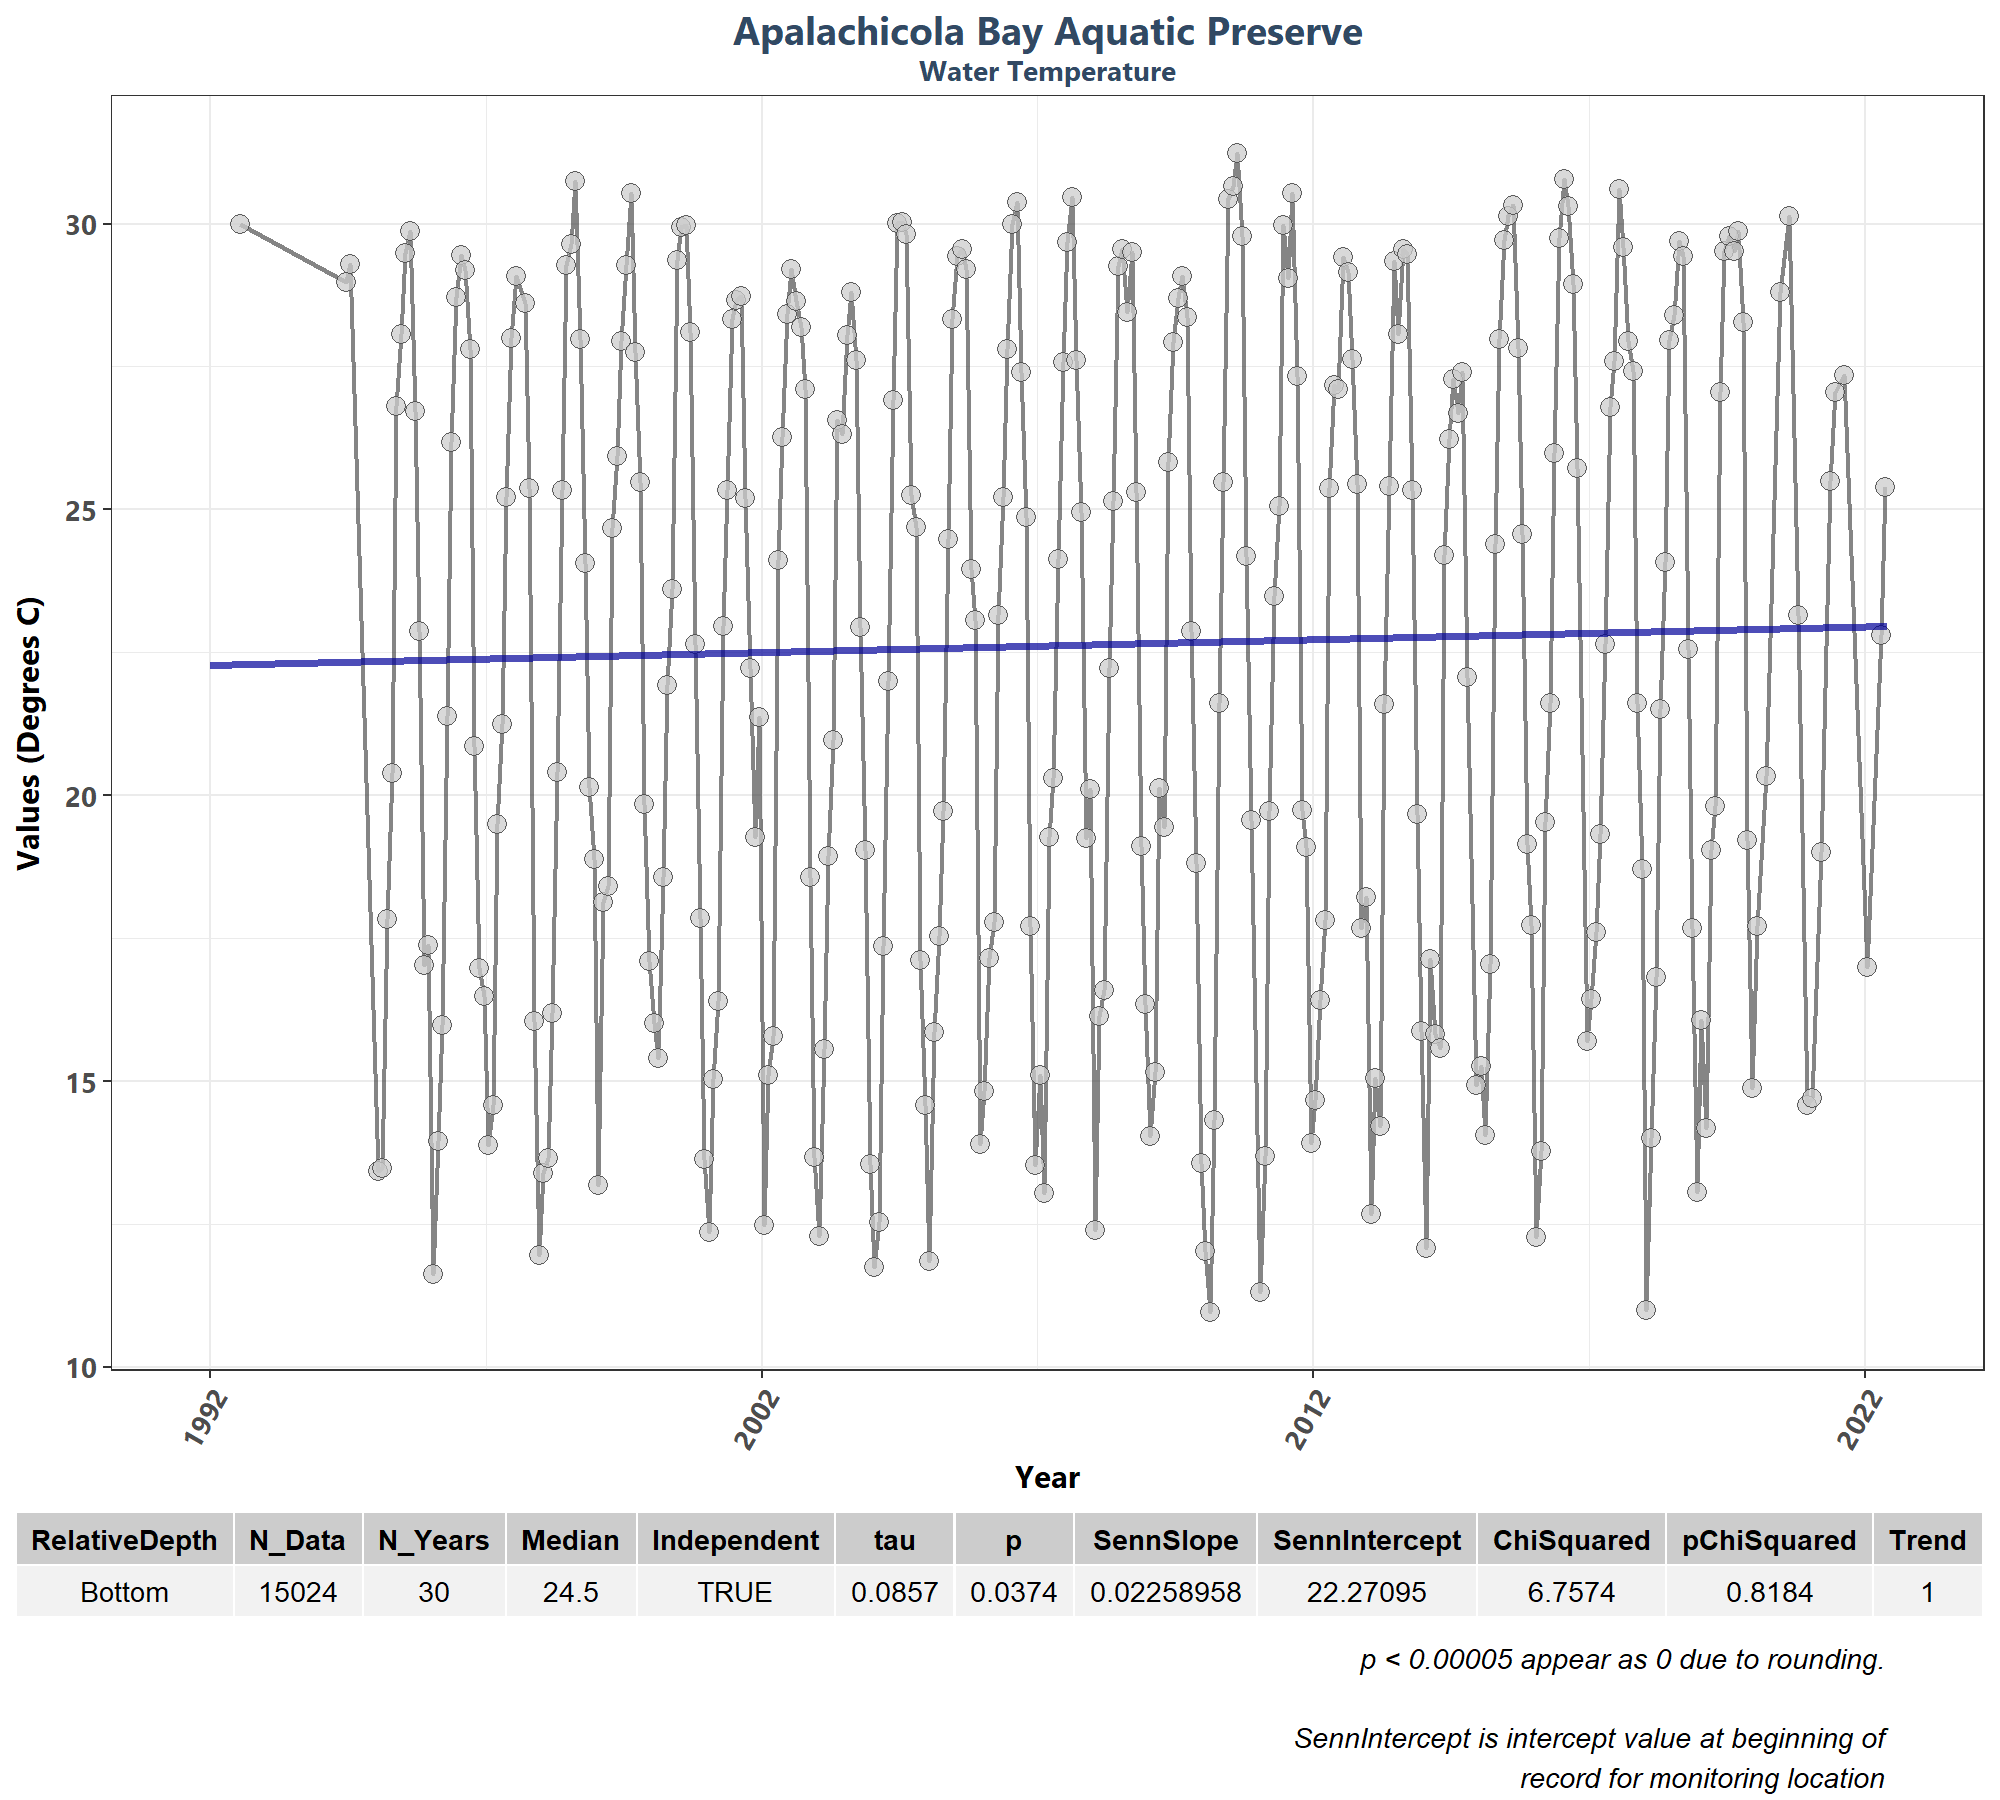 Apalachicola Bay Aquatic Preserve
Water Temperature
Values (Degrees C)
30
25
20
15
10
1992
2002
2012
2022
Year
RelativeDepth N_Data N_Years Median Independent tau p SennSlope SennIntercept ChiSquared pChiSquared Trend
Bottom 15024 30 24.5 TRUE 0.0857 0.0374 0.02258958 22.27095 6.7574 0.8184 1
p < 0.00005 appear as 0 due to rounding.
SennIntercept is intercept value at beginning of
record for monitoring location